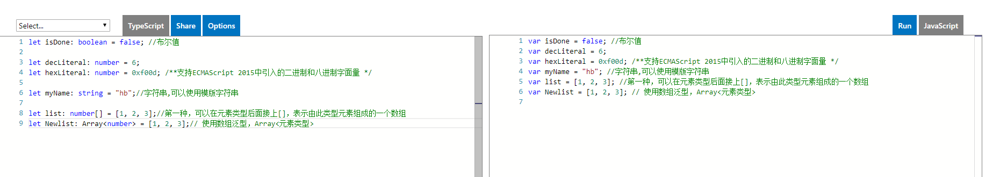 Select... TypeScript Share Options Run JavaScript
1 let isDone: boolean = false; //布尔值
2
3 let decLiteral: number = 6;
4 let hexLiteral: number = 0xf00d; /**支持ECMAScript 2015中引入的二进制和八进制字面量 */
5
6 let myName: string = "hb";//字符串,可以使用模版字符串
7
8 let list: number[] = [1, 2, 3];//第一种，可以在元素类型后面接上[]，表示由此类型元素组成的一个数组
9 let Newlist: Array<number> = [1, 2, 3];// 使用数组泛型，Array<元素类型>
1 var isDone = false; //布尔值
2 var decLiteral = 6;
3 var hexLiteral = 0xf00d; /**支持ECMAScript 2015中引入的二进制和八进制字面量 */
4 var myName = "hb"; //字符串,可以使用模版字符串
5 var list = [1, 2, 3]; //第一种，可以在元素类型后面接上[]，表示由此类型元素组成的一个数组
6 var Newlist = [1, 2, 3]; // 使用数组泛型，Array<元素类型>
7